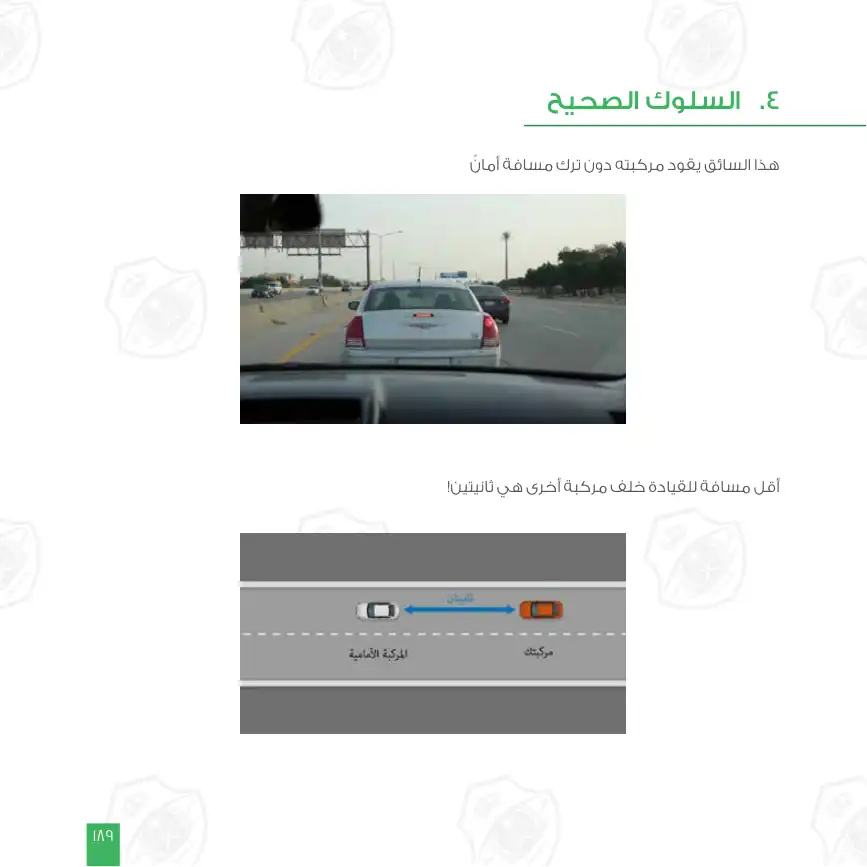 ٤. السلوك الصحيح
هذا السائق يقود مركبته دون ترك مسافة أمانً
أقل مسافة للقيادة خلف مركبة أخرى هي ثانيتين!
ثانيتان
مركبتك
المركبة الأمامية
١٨٩